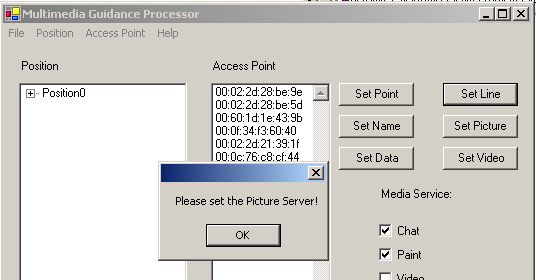 Multimedia Guidance Processor
File Position Access Point Help
Position Access Point
Position0
00:02:2d:28:be:9e
00:02:2d:28:be:5d
00:60:1d:1e:43:9b
00:0f:34:f3:60:40
00:02:2d:21:39:1f
00:0c:76:c8:cf:44
Set Point Set Line
Set Name Set Picture
Set Data Set Video
Please set the Picture Server!
OK
Media Service:
Chat
Paint
Video